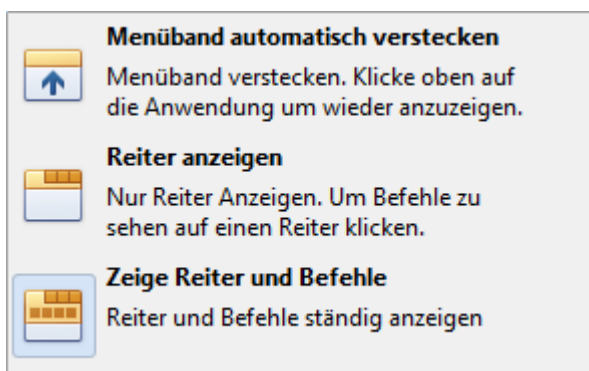 Menüband automatisch verstecken
Menüband verstecken. Klicke oben auf
die Anwendung um wieder anzuzeigen.
Reiter anzeigen
Nur Reiter Anzeigen. Um Befehle zu
sehen auf einen Reiter klicken.
Zeige Reiter und Befehle
Reiter und Befehle ständig anzeigen